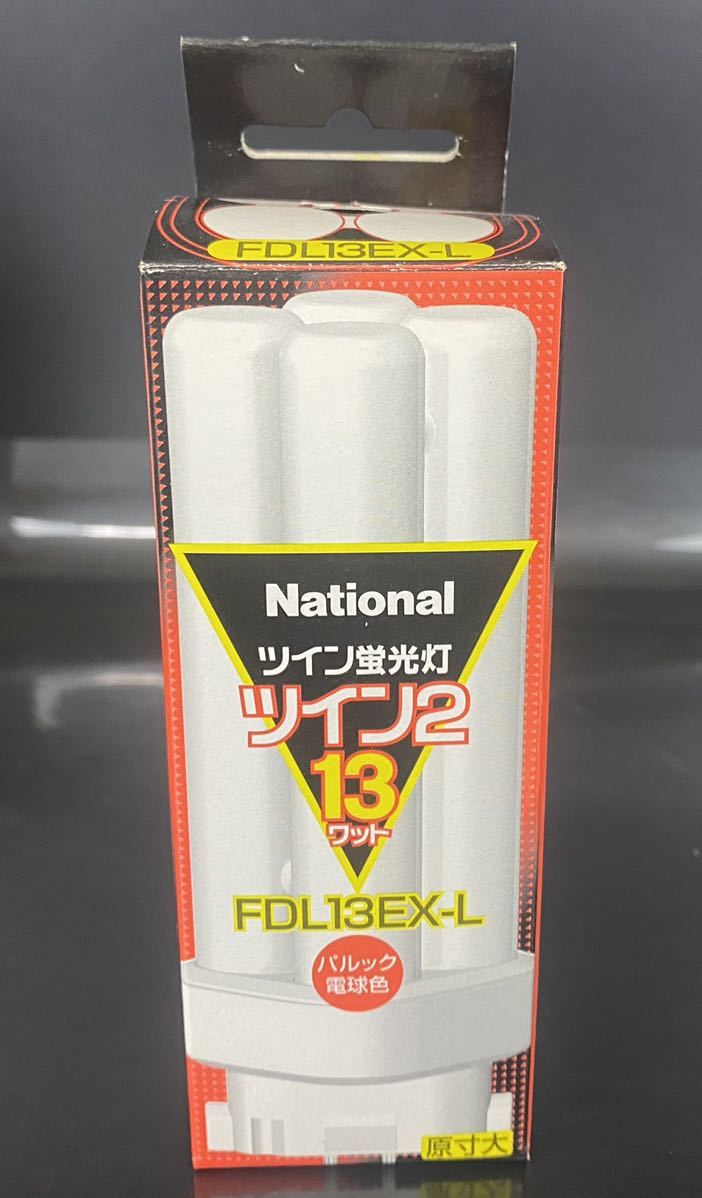 FDL13EX-L
National
ツイン蛍光灯
ツイン2
13
ワット
FDL13EX-L
パルック
電球色
原寸大